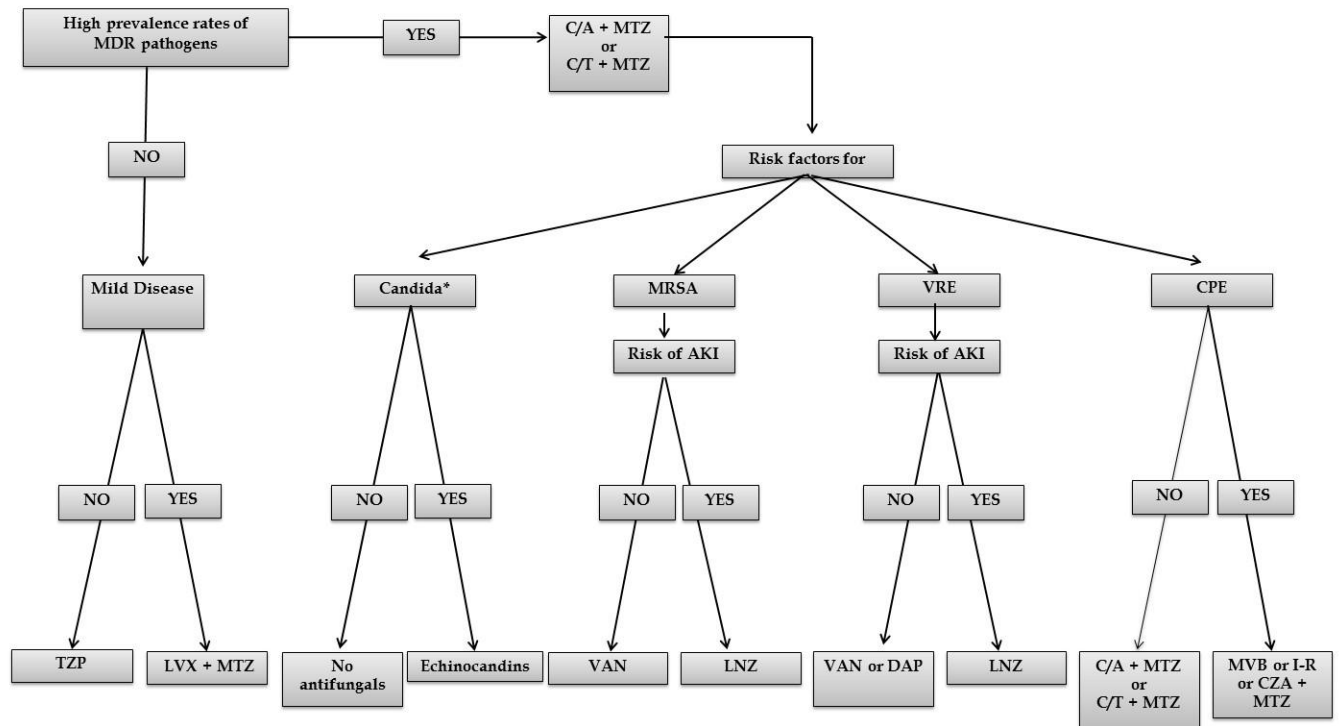 High prevalence rates of
MDR pathogens
YES
C/A + MTZ
or
C/T + MTZ
NO
Risk factors for
Mild Disease
Candida*
MRSA
VRE
CPE
Risk of AKI
Risk of AKI
NO
YES
NO
YES
NO
YES
NO
YES
NO
YES
TZP
LVX + MTZ
No
antifungals
Echinocandins
VAN
LNZ
VAN or DAP
LNZ
C/A + MTZ
or
C/T + MTZ
MVB or I-R
or CZA +
MTZ